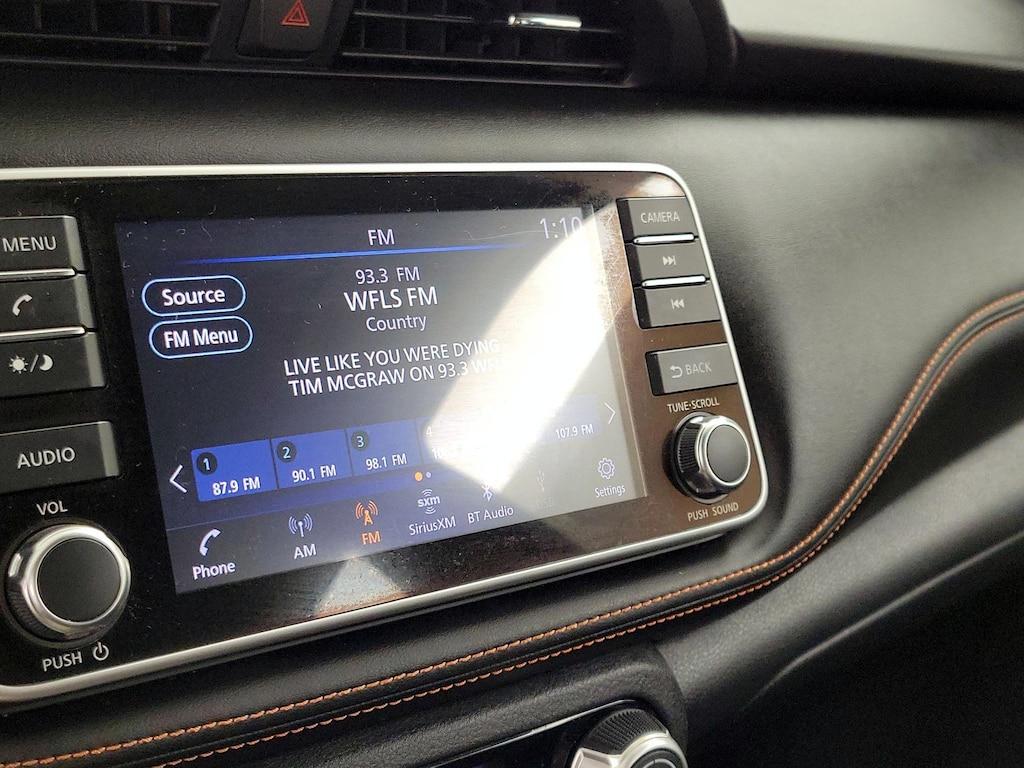 MENU
AUDIO
VOL
PUSH
FM
1:10
Source
FM Menu
93.3 FM
WFLS FM
Country
LIVE LIKE YOU WERE DYING
TIM MCGRAW ON 93.3
1
87.9 FM
2
90.1 FM
3
98.1 FM
4
107.9 FM
Phone
AM
FM
sxm
SiriusXM
BT Audio
Settings
CAMERA
BACK
TUNE·SCROLL
PUSH SOUND